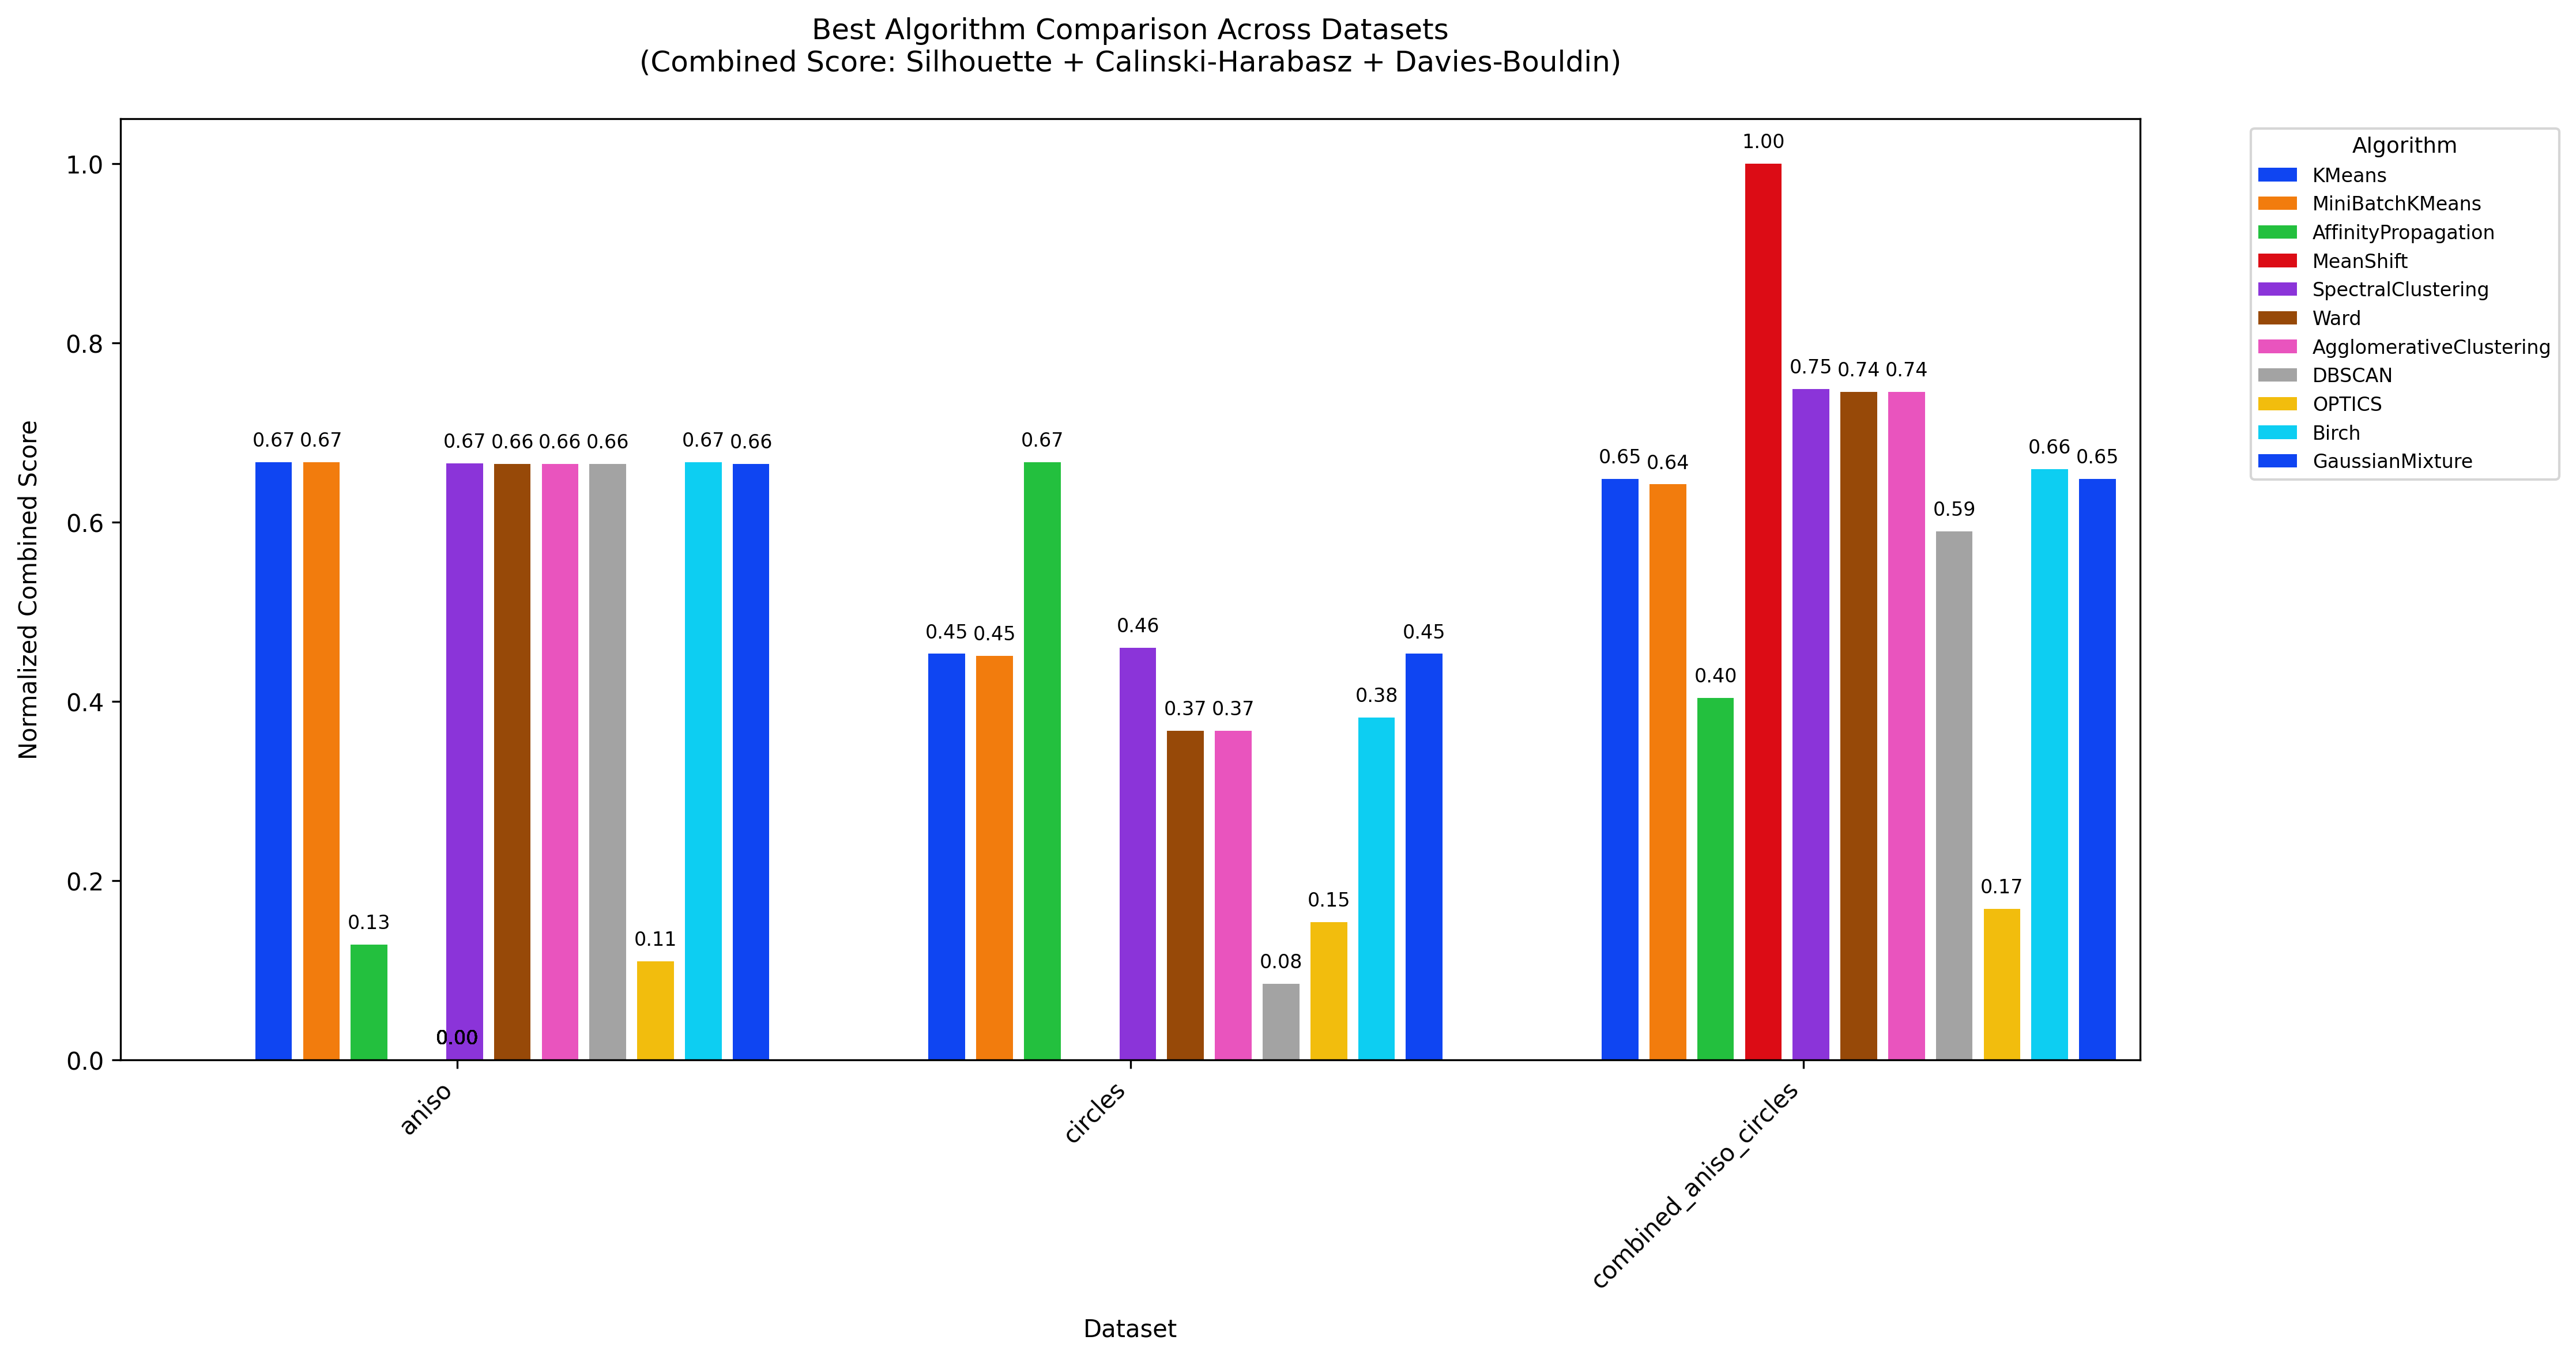 Best Algorithm Comparison Across Datasets
(Combined Score: Silhouette + Calinski-Harabasz + Davies-Bouldin)
Normalized Combined Score
1.0
0.8
0.6
0.4
0.2
0.0
0.67 0.67 0.13 0.00 0.67 0.66 0.66 0.66 0.11 0.67 0.66
0.45 0.45 0.67 0.46 0.37 0.37 0.08 0.15 0.38 0.45
0.65 0.64 0.40 1.00 0.75 0.74 0.74 0.59 0.17 0.66 0.65
aniso
circles
combined_aniso_circles
Dataset
Algorithm
KMeans
MiniBatchKMeans
AffinityPropagation
MeanShift
SpectralClustering
Ward
AgglomerativeClustering
DBSCAN
OPTICS
Birch
GaussianMixture